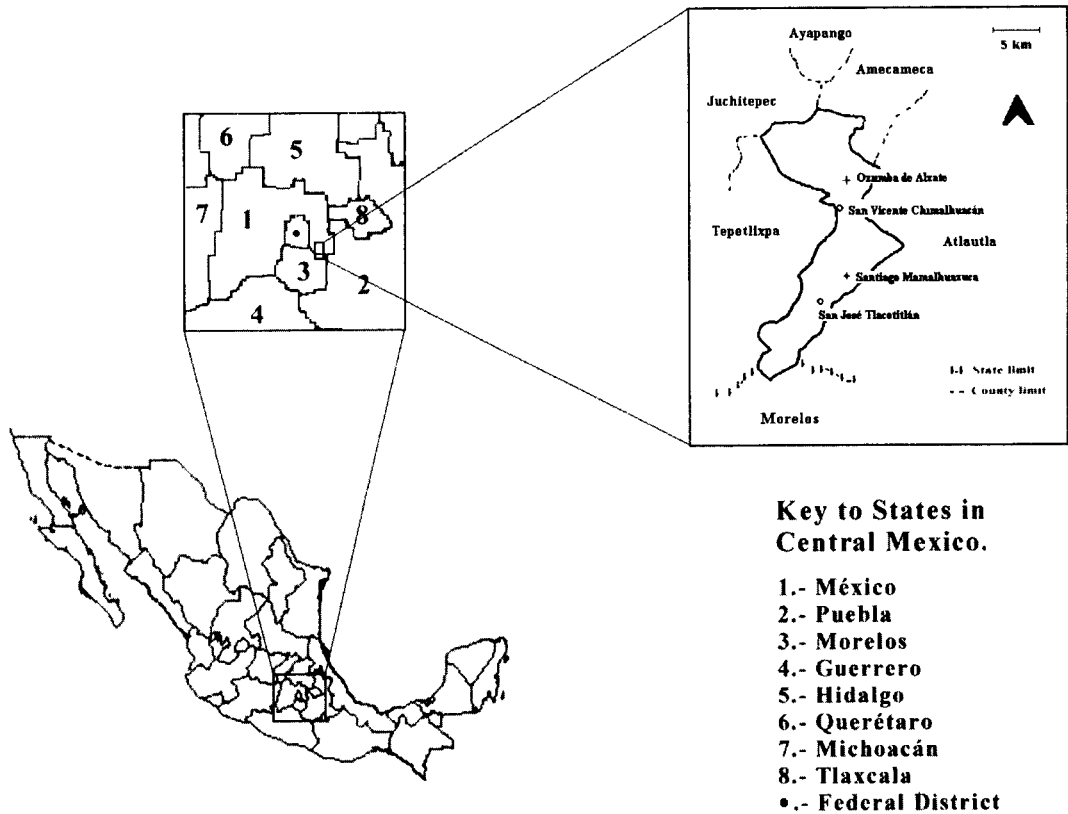 Ayapango
5 km
Amecameca
Juchitepec
Ozumba de Alzate
San Vicente Chimalhuacán
Tepetlixpa
Atlautla
Santiago Mamalhuazuca
San José Tlacotitlán
State limit
County limit
Morelos
6
5
7
1
8
3
2
4
Key to States in
Central Mexico.
1.- México
2.- Puebla
3.- Morelos
4.- Guerrero
5.- Hidalgo
6.- Querétaro
7.- Michoacán
8.- Tlaxcala
•.- Federal District